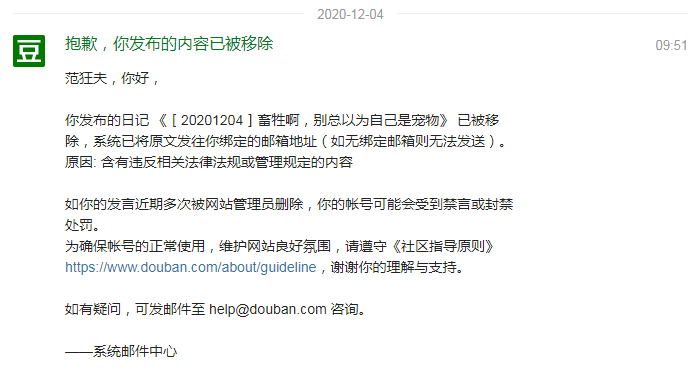 2020-12-04
豆
抱歉，你发布的内容已被移除
09:51
范狂夫，你好，
你发布的日记 《 [ 20201204 ] 畜牲啊，别总以为自己是宠物》 已被移
除，系统已将原文发往你绑定的邮箱地址（如无绑定邮箱则无法发送）。
原因: 含有违反相关法律法规或管理规定的内容
如你的发言近期多次被网站管理员删除，你的帐号可能会受到禁言或封禁
处罚。
为确保帐号的正常使用，维护网站良好氛围，请遵守《社区指导原则》
https://www.douban.com/about/guideline，谢谢你的理解与支持。
如有疑问，可发邮件至 help@douban.com 咨询。
——系统邮件中心